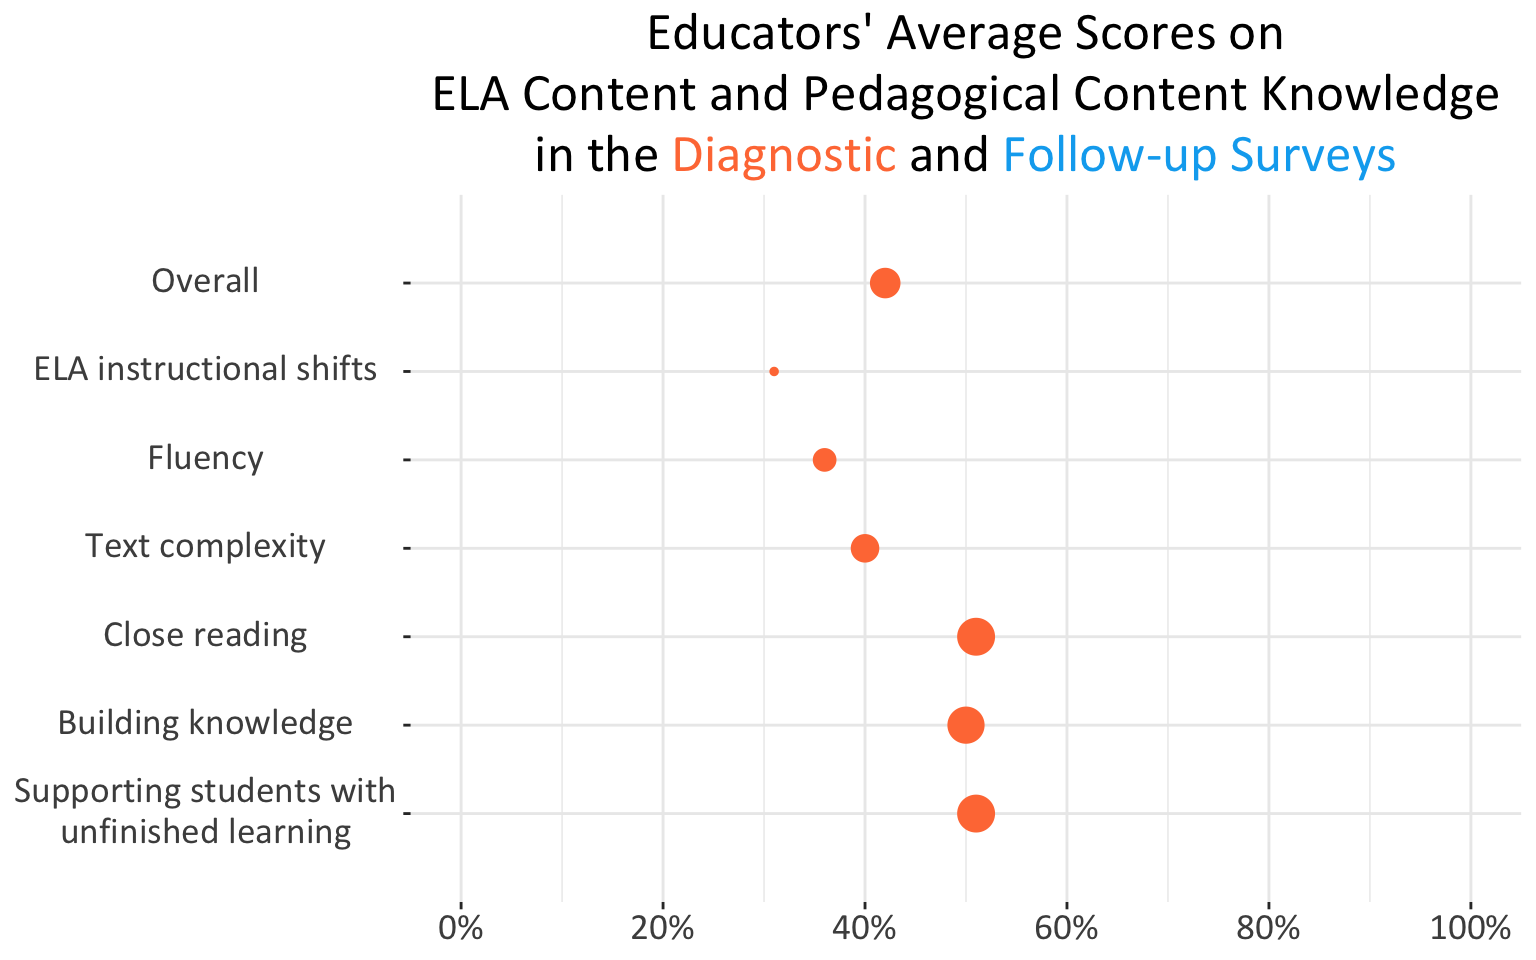 Educators' Average Scores on
ELA Content and Pedagogical Content Knowledge
in the Diagnostic and Follow-up Surveys
Overall
ELA instructional shifts
Fluency
Text complexity
Close reading
Building knowledge
Supporting students with
unfinished learning
0% 20% 40% 60% 80% 100%